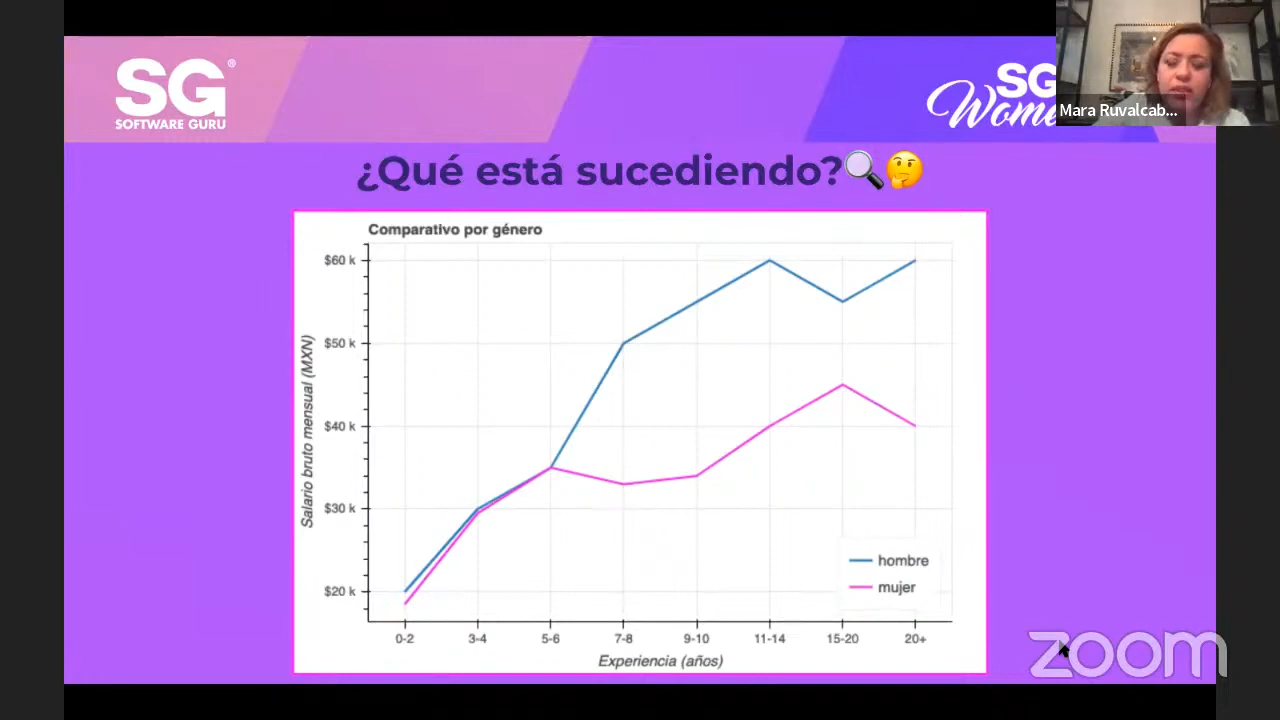 SG®
SOFTWARE GURU
SG
Wome
Mara Ruvalcab...
¿Qué está sucediendo?
Comparativo por género
$60 k
$50 k
$40 k
$30 k
$20 k
Salario bruto mensual (MXN)
hombre
mujer
0-2 3-4 5-6 7-8 9-10 11-14 15-20 20+
Experiencia (años)
zoom